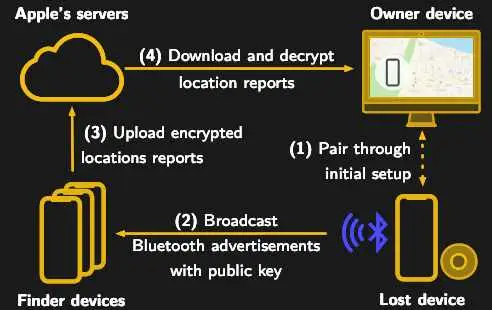 Apple's servers
Owner device
(4) Download and decrypt
location reports
(3) Upload encrypted
locations reports
(1) Pair through
initial setup
(2) Broadcast
Bluetooth advertisements
with public key
Finder devices
Lost device